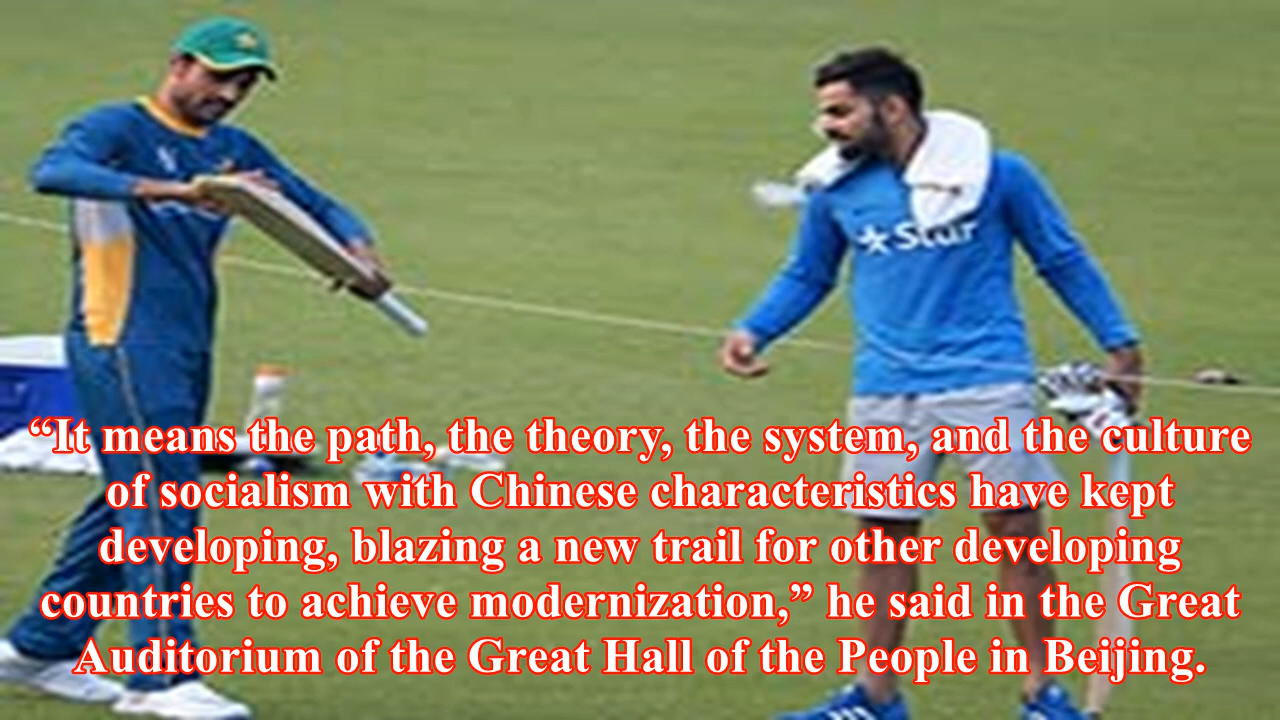 Star
“It means the path, the theory, the system, and the culture
of socialism with Chinese characteristics have kept
developing, blazing a new trail for other developing
countries to achieve modernization,” he said in the Great
Auditorium of the Great Hall of the People in Beijing.